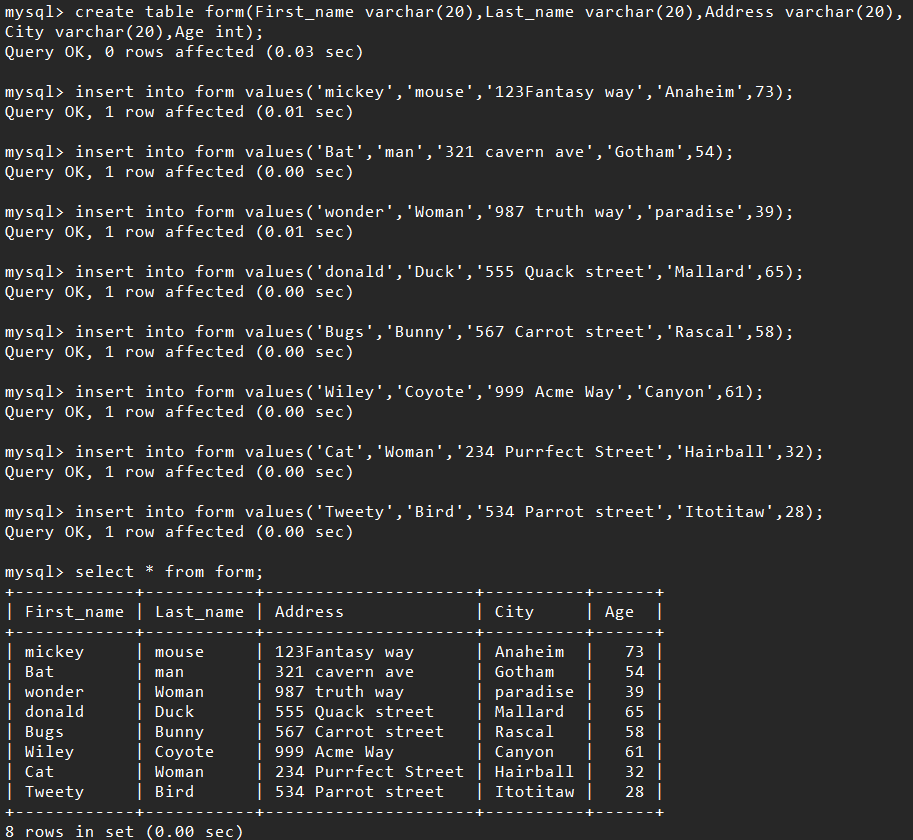 mysql> create table form(First_name varchar(20),Last_name varchar(20),Address varchar(20),
City varchar(20),Age int);
Query OK, 0 rows affected (0.03 sec)
mysql> insert into form values('mickey','mouse','123Fantasy way','Anaheim',73);
Query OK, 1 row affected (0.01 sec)
mysql> insert into form values('Bat','man','321 cavern ave','Gotham',54);
Query OK, 1 row affected (0.00 sec)
mysql> insert into form values('wonder','Woman','987 truth way','paradise',39);
Query OK, 1 row affected (0.01 sec)
mysql> insert into form values('donald','Duck','555 Quack street','Mallard',65);
Query OK, 1 row affected (0.00 sec)
mysql> insert into form values('Bugs','Bunny','567 Carrot street','Rascal',58);
Query OK, 1 row affected (0.00 sec)
mysql> insert into form values('Wiley','Coyote','999 Acme Way','Canyon',61);
Query OK, 1 row affected (0.00 sec)
mysql> insert into form values('Cat','Woman','234 Purrfect Street','Hairball',32);
Query OK, 1 row affected (0.00 sec)
mysql> insert into form values('Tweety','Bird','534 Parrot street','Itotitaw',28);
Query OK, 1 row affected (0.00 sec)
mysql> select * from form;
+------------+-----------+---------------------+----------+------+
| First_name | Last_name | Address             | City     | Age  |
+------------+-----------+---------------------+----------+------+
| mickey     | mouse     | 123Fantasy way      | Anaheim  |   73 |
| Bat        | man       | 321 cavern ave      | Gotham   |   54 |
| wonder     | Woman     | 987 truth way       | paradise |   39 |
| donald     | Duck      | 555 Quack street    | Mallard  |   65 |
| Bugs       | Bunny     | 567 Carrot street   | Rascal   |   58 |
| Wiley      | Coyote    | 999 Acme Way        | Canyon   |   61 |
| Cat        | Woman     | 234 Purrfect Street | Hairball |   32 |
| Tweety     | Bird      | 534 Parrot street   | Itotitaw |   28 |
+------------+-----------+---------------------+----------+------+
8 rows in set (0.00 sec)